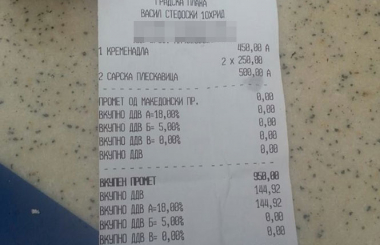 ГРАДСКА ПЛАЖА
ВАСИЛ СТЕФОСКИ 10ХРИД
1 КРЕМЕНАДЛА 450,00 А
2 x 250,00
2 САРСКА ПЛЕСКАВИЦА 500,00 А
ПРОМЕТ ОД МАКЕДОНСКИ ПР. 0,00
ВКУПНО ДДВ А=18,00% 0,00
ВКУПНО ДДВ Б= 5,00% 0,00
ВКУПНО ДДВ В= 0,00% 0,00
ВКУПНО ДДВ 0,00
ВКУПЕН ПРОМЕТ 950,00
ВКУПНО ДДВ 144,92
ВКУПНО ДДВ А=18,00% 144,92
ВКУПНО ДДВ Б= 5,00% 0,00
ВКУПНО ДДВ В= 0,00% 0,00